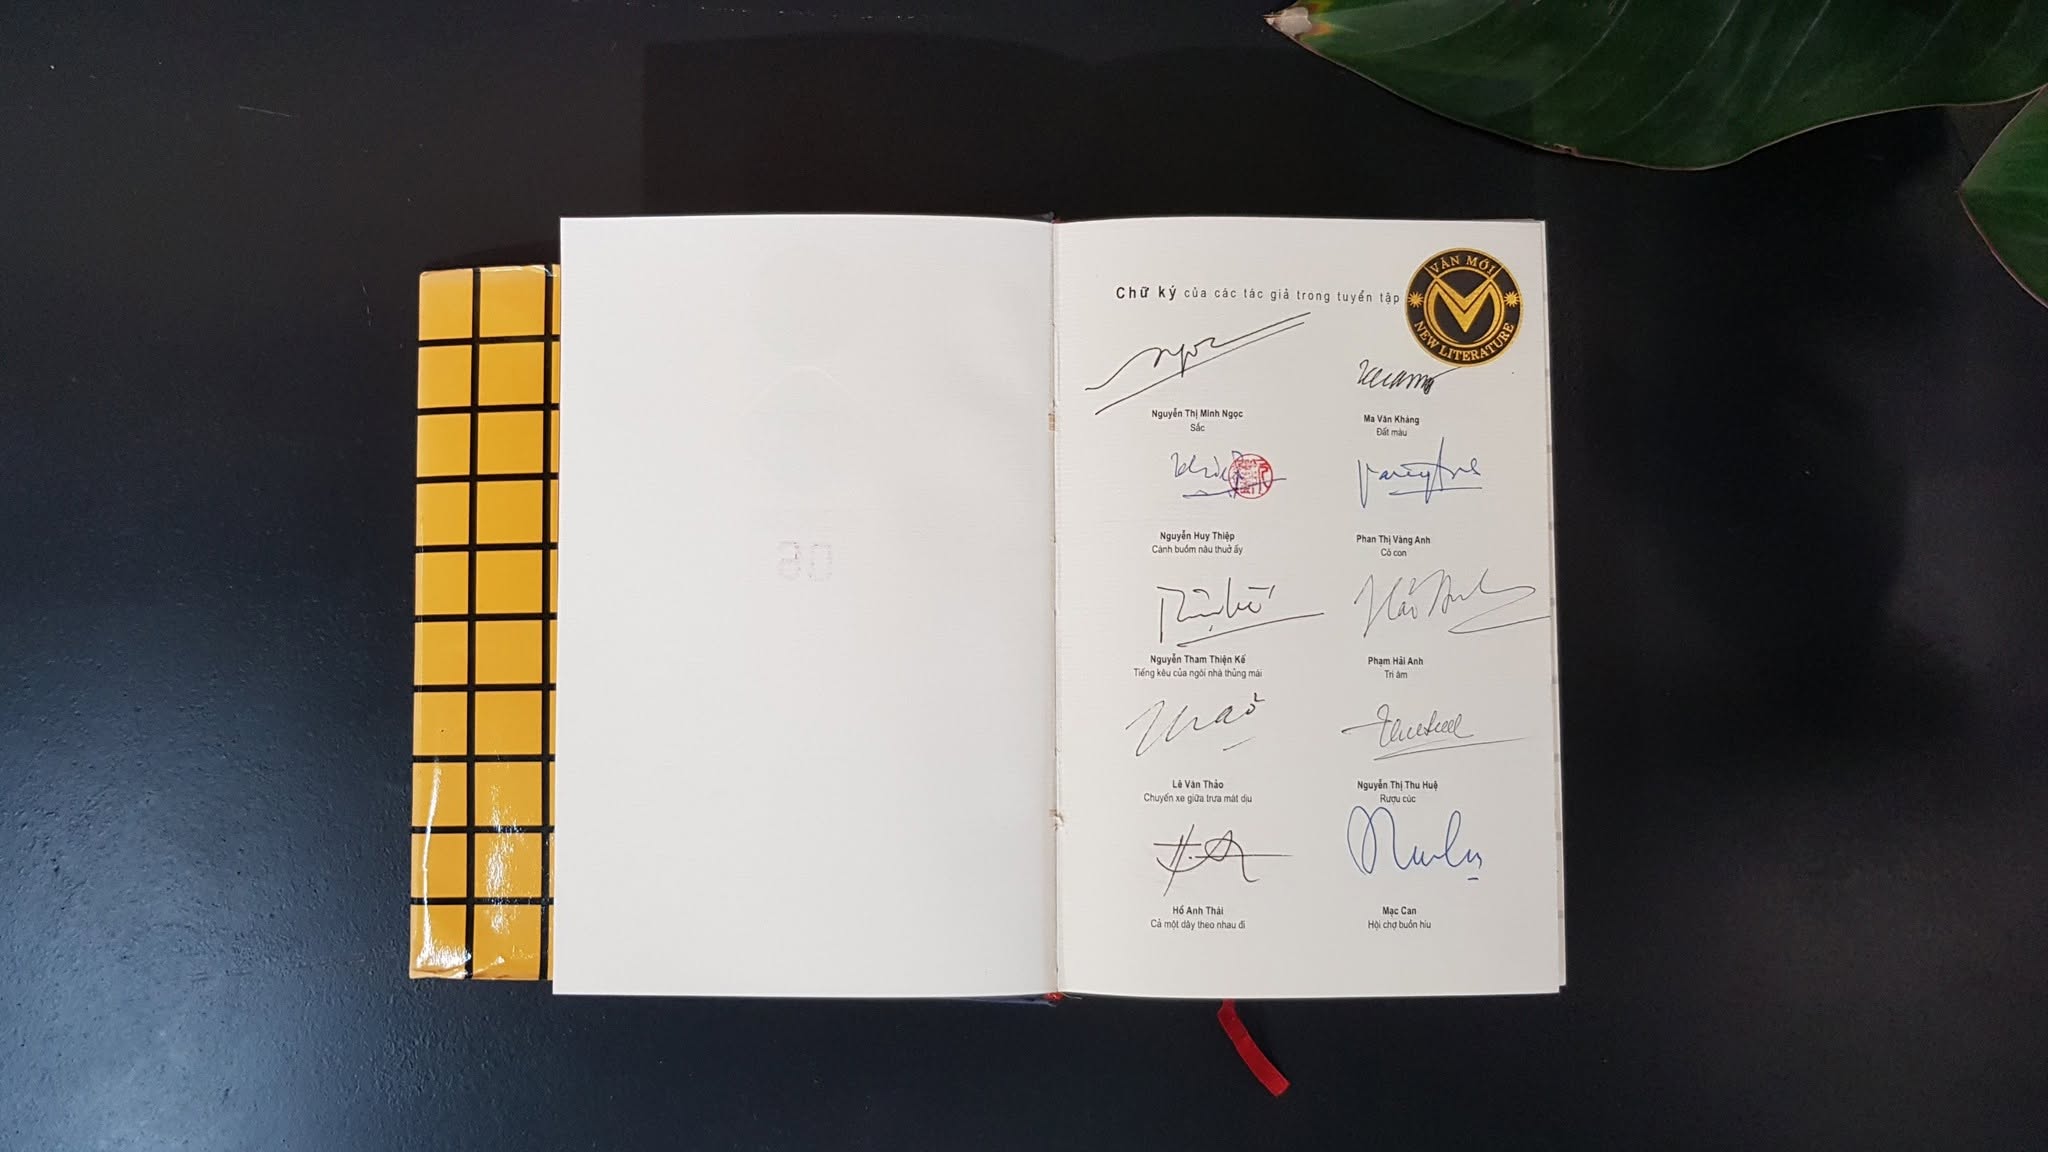 Chữ ký của các tác giả trong tuyển tập
VĂN MỚI
NEW LITERATURE
Nguyễn Thị Minh Ngọc
Sắc
Ma Văn Kháng
Đất màu
Nguyễn Huy Thiệp
Cánh buồm nâu thuở ấy
Phan Thị Vàng Anh
Có con
Nguyễn Tham Thiện Kế
Tiếng kêu của ngôi nhà thủng mái
Phạm Hải Anh
Tri âm
Lê Văn Thảo
Chuyến xe giữa trưa mát dịu
Nguyễn Thị Thu Huệ
Rượu cúc
Hồ Anh Thái
Cả một dây theo nhau đi
Mạc Can
Hội chợ buồn hiu